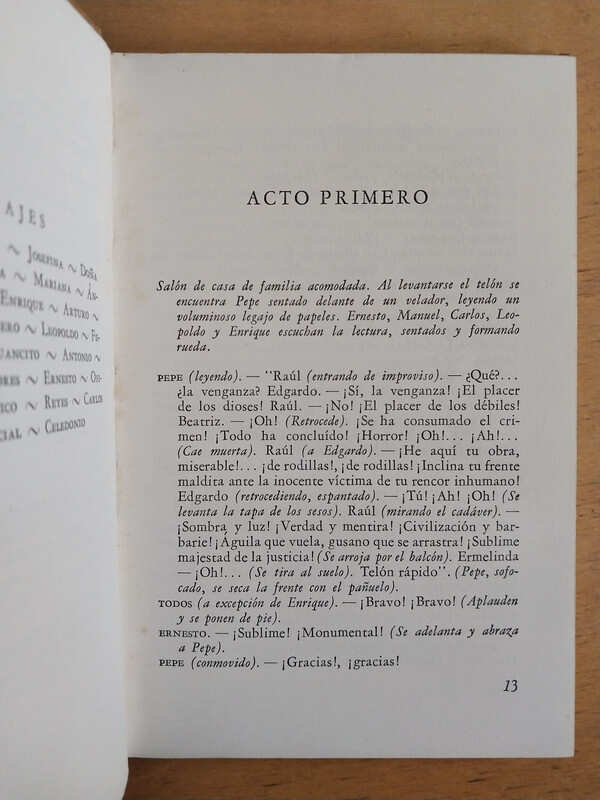 AJES
~ Josefina ~ Doña
~ Mariana ~ Án-
Enrique ~ Arturo ~
ero ~ Leopoldo ~
uancito ~ Antonio ~
res ~ Ernesto ~
ico ~ Reyes ~ Carlos
cial ~ Celedonio
ACTO PRIMERO
Salón de casa de familia acomodada. Al levantarse el telón se
encuentra Pepe sentado delante de un velador, leyendo un
voluminoso legajo de papeles. Ernesto, Manuel, Carlos, Leo-
poldo y Enrique escuchan la lectura, sentados y formando
rueda.
PEPE (leyendo). — "Raúl (entrando de improviso). — ¿Qué?...
¿la venganza? Edgardo. — ¡Sí, la venganza! ¡El placer
de los dioses! Raúl. — ¡No! ¡El placer de los débiles!
Beatriz. — ¡Oh! (Retrocede). ¡Se ha consumado el cri-
men! ¡Todo ha concluído! ¡Horror! ¡Oh!... ¡Ah!...
(Cae muerta). Raúl (a Edgardo). — ¡He aquí tu obra,
miserable!... ¡de rodillas!, ¡de rodillas! ¡Inclina tu frente
maldita ante la inocente víctima de tu rencor inhumano!
Edgardo (retrocediendo, espantado). — ¡Tú! ¡Ah! ¡Oh! (Se
levanta la tapa de los sesos). Raúl (mirando el cadáver). —
¡Sombra y luz! ¡Verdad y mentira! ¡Civilización y bar-
barie! ¡Águila que vuela, gusano que se arrastra! ¡Sublime
majestad de la justicia! (Se arroja por el balcón). Ermelinda
— ¡Oh!... (Se tira al suelo). Telón rápido". (Pepe, sofo-
cado, se seca la frente con el pañuelo).
TODOS (a excepción de Enrique). — ¡Bravo! ¡Bravo! (Aplauden
y se ponen de pie).
ERNESTO. — ¡Sublime! ¡Monumental! (Se adelanta y abraza
a Pepe).
PEPE (conmovido). — ¡Gracias!, ¡gracias!
13